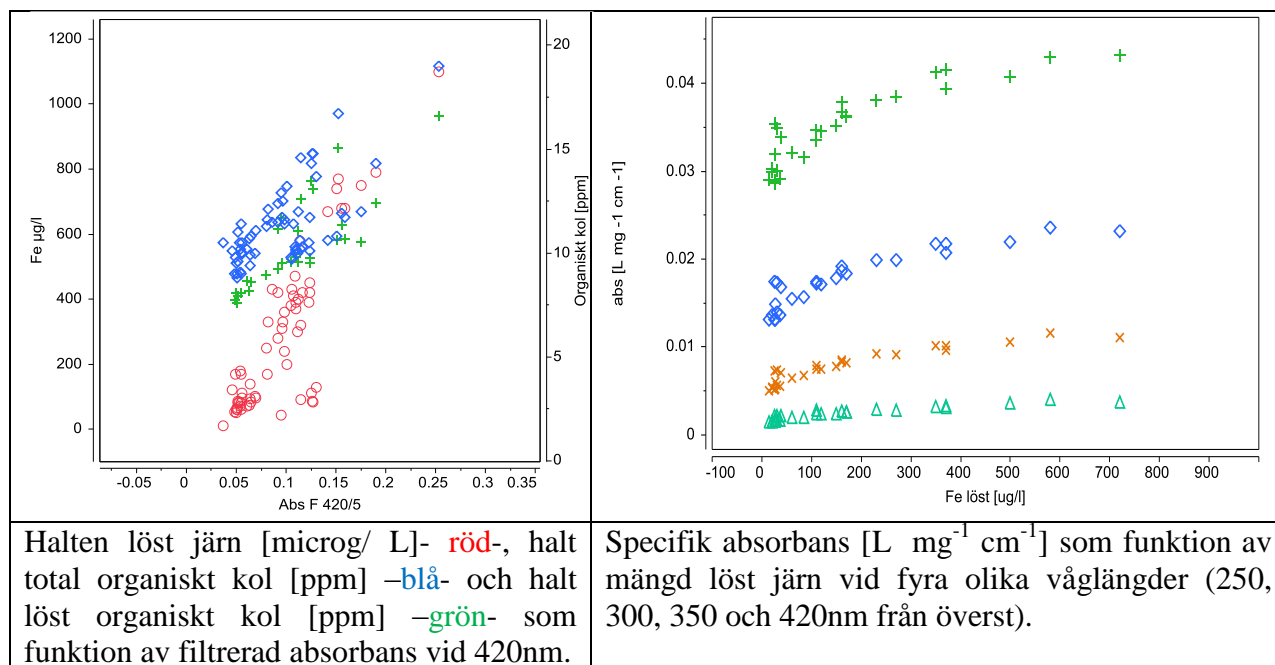 1200
1000
800
600
400
200
0
Fe µg/l
20
15
10
5
0
Organiskt kol [ppm]
-0.05 0 0.05 0.1 0.15 0.2 0.25 0.3 0.35
Abs F 420/5
0.04
0.03
0.02
0.01
0
abs [L mg -1 cm -1]
-100 0 100 200 300 400 500 600 700 800 900
Fe löst [ug/l]
Halten löst järn [microg/ L]- röd-, halt
total organiskt kol [ppm] –blå- och halt
löst organiskt kol [ppm] –grön- som
funktion av filtrerad absorbans vid 420nm.
Specifik absorbans [L mg-1 cm-1] som funktion av
mängd löst järn vid fyra olika våglängder (250,
300, 350 och 420nm från överst).